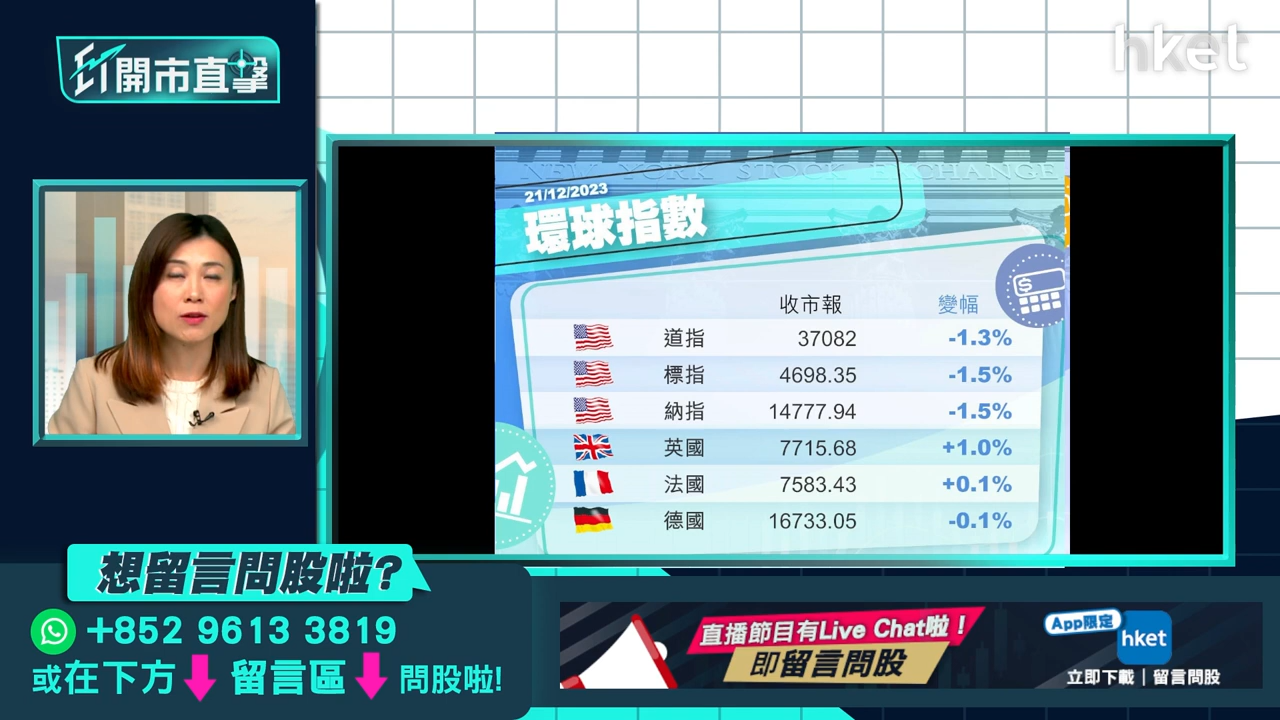 開市直擊
hket
NEW YORK STOCK EXCHANGE
21/12/2023
環球指數
收市報 變幅
道指 37082 -1.3%
標指 4698.35 -1.5%
納指 14777.94 -1.5%
英國 7715.68 +1.0%
法國 7583.43 +0.1%
德國 16733.05 -0.1%
想留言問股啦?
+852 9613 3819
或在下方 留言區 問股啦!
直播節目有Live Chat啦!
即留言問股
App限定
hket
立即下載|留言問股